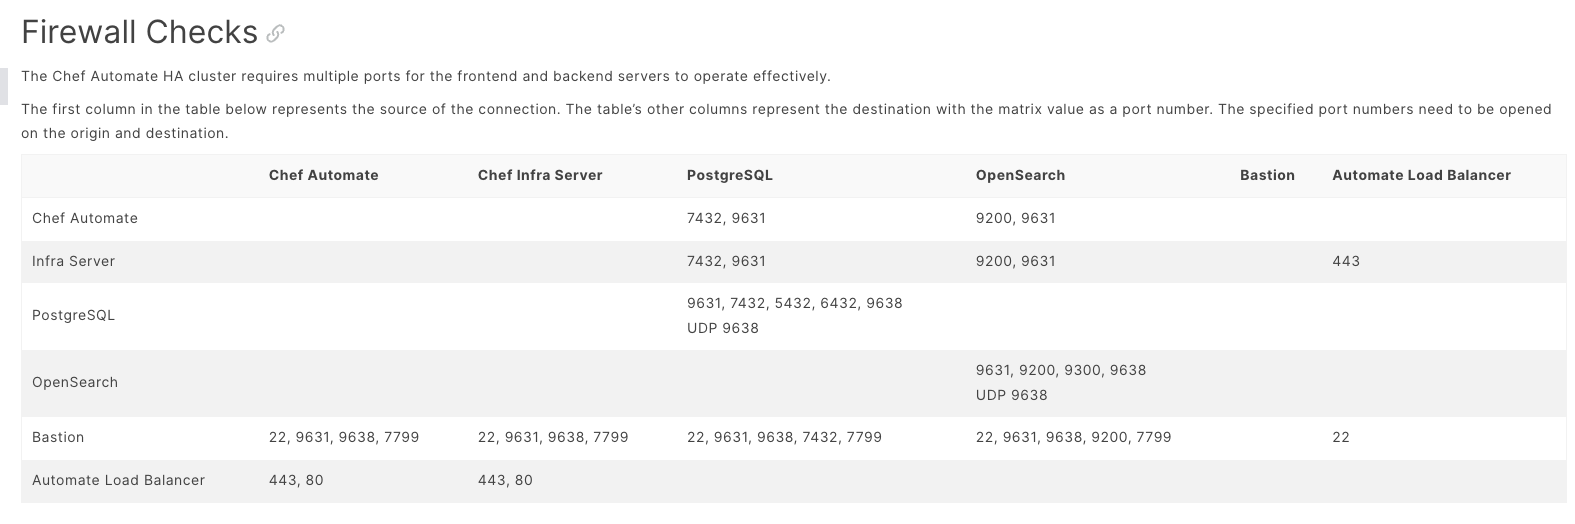 Firewall Checks
The Chef Automate HA cluster requires multiple ports for the frontend and backend servers to operate effectively.
The first column in the table below represents the source of the connection. The table’s other columns represent the destination with the matrix value as a port number. The specified port numbers need to be opened
on the origin and destination.
Chef Automate Chef Infra Server PostgreSQL OpenSearch Bastion Automate Load Balancer
Chef Automate 7432, 9631 9200, 9631
Infra Server 7432, 9631 9200, 9631 443
PostgreSQL 9631, 7432, 5432, 6432, 9638
UDP 9638
OpenSearch 9631, 9200, 9300, 9638
UDP 9638
Bastion 22, 9631, 9638, 7799 22, 9631, 9638, 7799 22, 9631, 9638, 7432, 7799 22, 9631, 9638, 9200, 7799 22
Automate Load Balancer 443, 80 443, 80